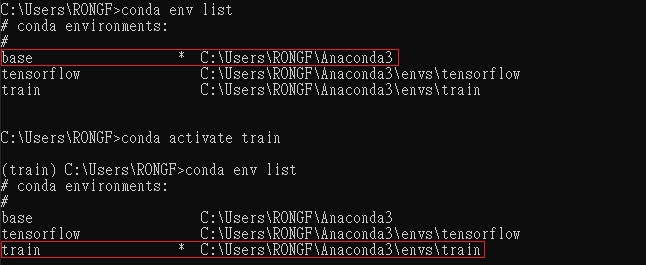 C:\Users\RONGF>conda env list
# conda environments:
#
base                  *  C:\Users\RONGF\Anaconda3
tensorflow               C:\Users\RONGF\Anaconda3\envs\tensorflow
train                    C:\Users\RONGF\Anaconda3\envs\train
C:\Users\RONGF>conda activate train
(train) C:\Users\RONGF>conda env list
# conda environments:
#
base                     C:\Users\RONGF\Anaconda3
tensorflow               C:\Users\RONGF\Anaconda3\envs\tensorflow
train                 *  C:\Users\RONGF\Anaconda3\envs\train